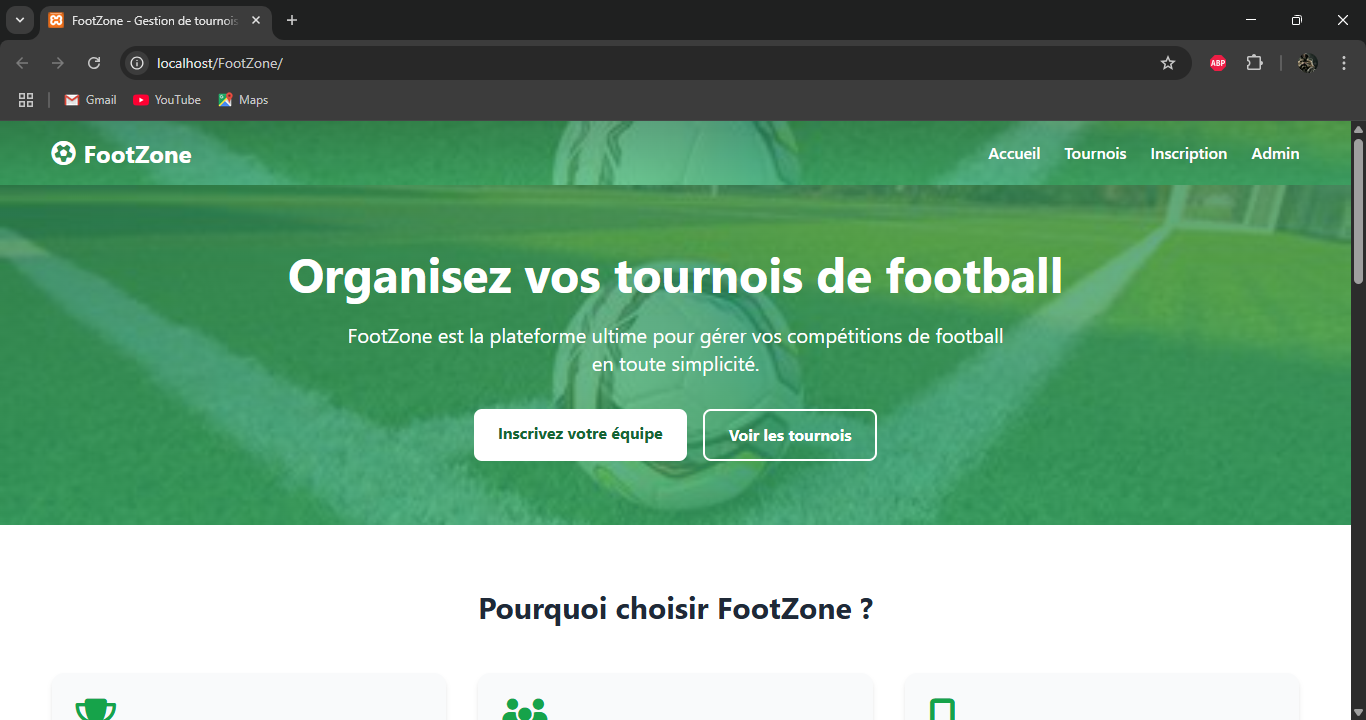 FootZone - Gestion de tournois
localhost/FootZone/
ABP
Gmail
YouTube
Maps
FootZone
Accueil
Tournois
Inscription
Admin
Organisez vos tournois de football
FootZone est la plateforme ultime pour gérer vos compétitions de football
en toute simplicité.
Inscrivez votre équipe
Voir les tournois
Pourquoi choisir FootZone ?